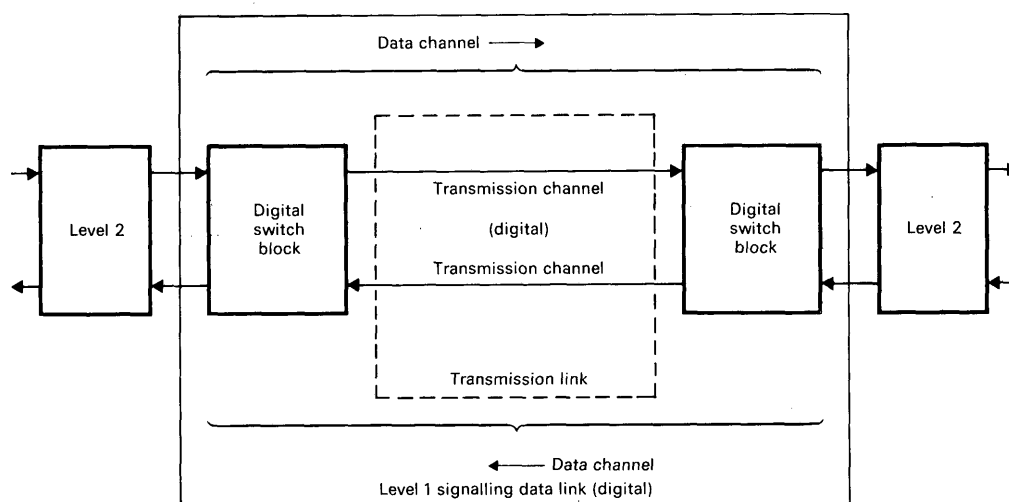 Data channel
Level 2
Digital
switch
block
Transmission channel
(digital)
Transmission channel
Transmission link
Digital
switch
block
Level 2
Data channel
Level 1 signalling data link (digital)